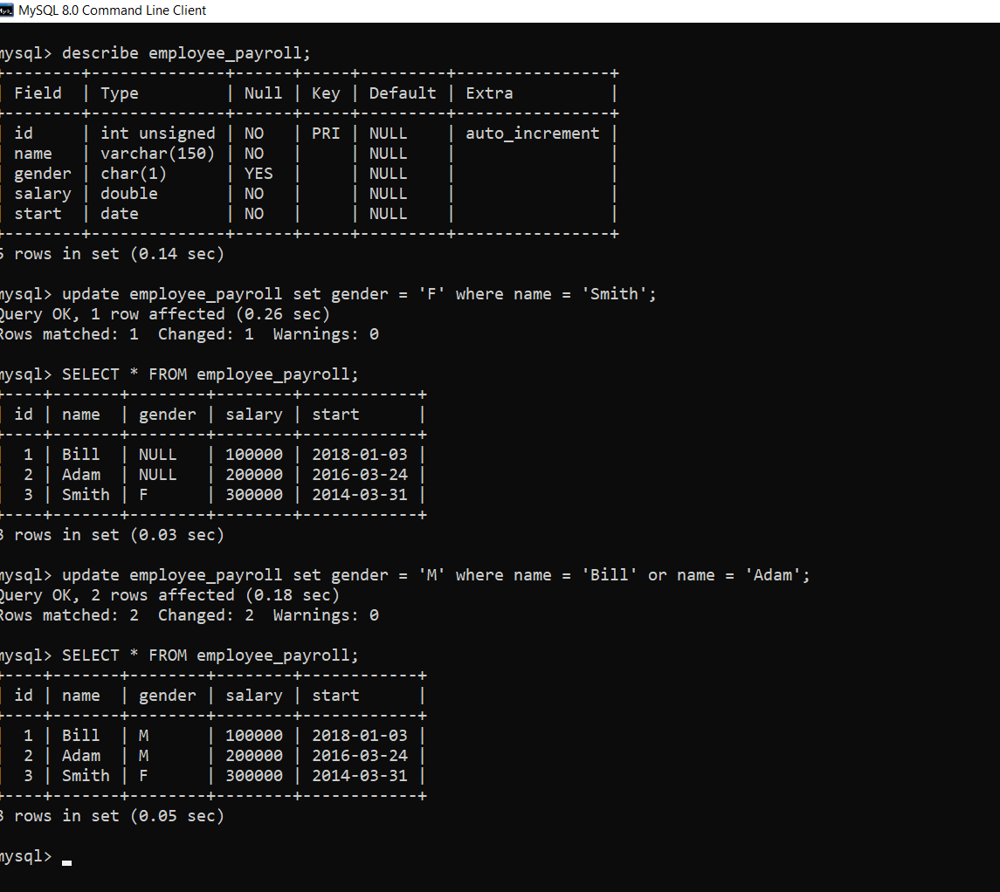 MySQL 8.0 Command Line Client
mysql> describe employee_payroll;
+--------+--------------+------+-----+---------+----------------+
| Field  | Type         | Null | Key | Default | Extra          |
+--------+--------------+------+-----+---------+----------------+
| id     | int unsigned | NO   | PRI | NULL    | auto_increment |
| name   | varchar(150) | NO   |     | NULL    |                |
| gender | char(1)      | YES  |     | NULL    |                |
| salary | double       | NO   |     | NULL    |                |
| start  | date         | NO   |     | NULL    |                |
+--------+--------------+------+-----+---------+----------------+
5 rows in set (0.14 sec)
mysql> update employee_payroll set gender = 'F' where name = 'Smith';
Query OK, 1 row affected (0.26 sec)
Rows matched: 1  Changed: 1  Warnings: 0
mysql> SELECT * FROM employee_payroll;
+----+-------+--------+--------+------------+
| id | name  | gender | salary | start      |
+----+-------+--------+--------+------------+
|  1 | Bill  | NULL   | 100000 | 2018-01-03 |
|  2 | Adam  | NULL   | 200000 | 2016-03-24 |
|  3 | Smith | F      | 300000 | 2014-03-31 |
+----+-------+--------+--------+------------+
3 rows in set (0.03 sec)
mysql> update employee_payroll set gender = 'M' where name = 'Bill' or name = 'Adam';
Query OK, 2 rows affected (0.18 sec)
Rows matched: 2  Changed: 2  Warnings: 0
mysql> SELECT * FROM employee_payroll;
+----+-------+--------+--------+------------+
| id | name  | gender | salary | start      |
+----+-------+--------+--------+------------+
|  1 | Bill  | M      | 100000 | 2018-01-03 |
|  2 | Adam  | M      | 200000 | 2016-03-24 |
|  3 | Smith | F      | 300000 | 2014-03-31 |
+----+-------+--------+--------+------------+
3 rows in set (0.05 sec)
mysql>